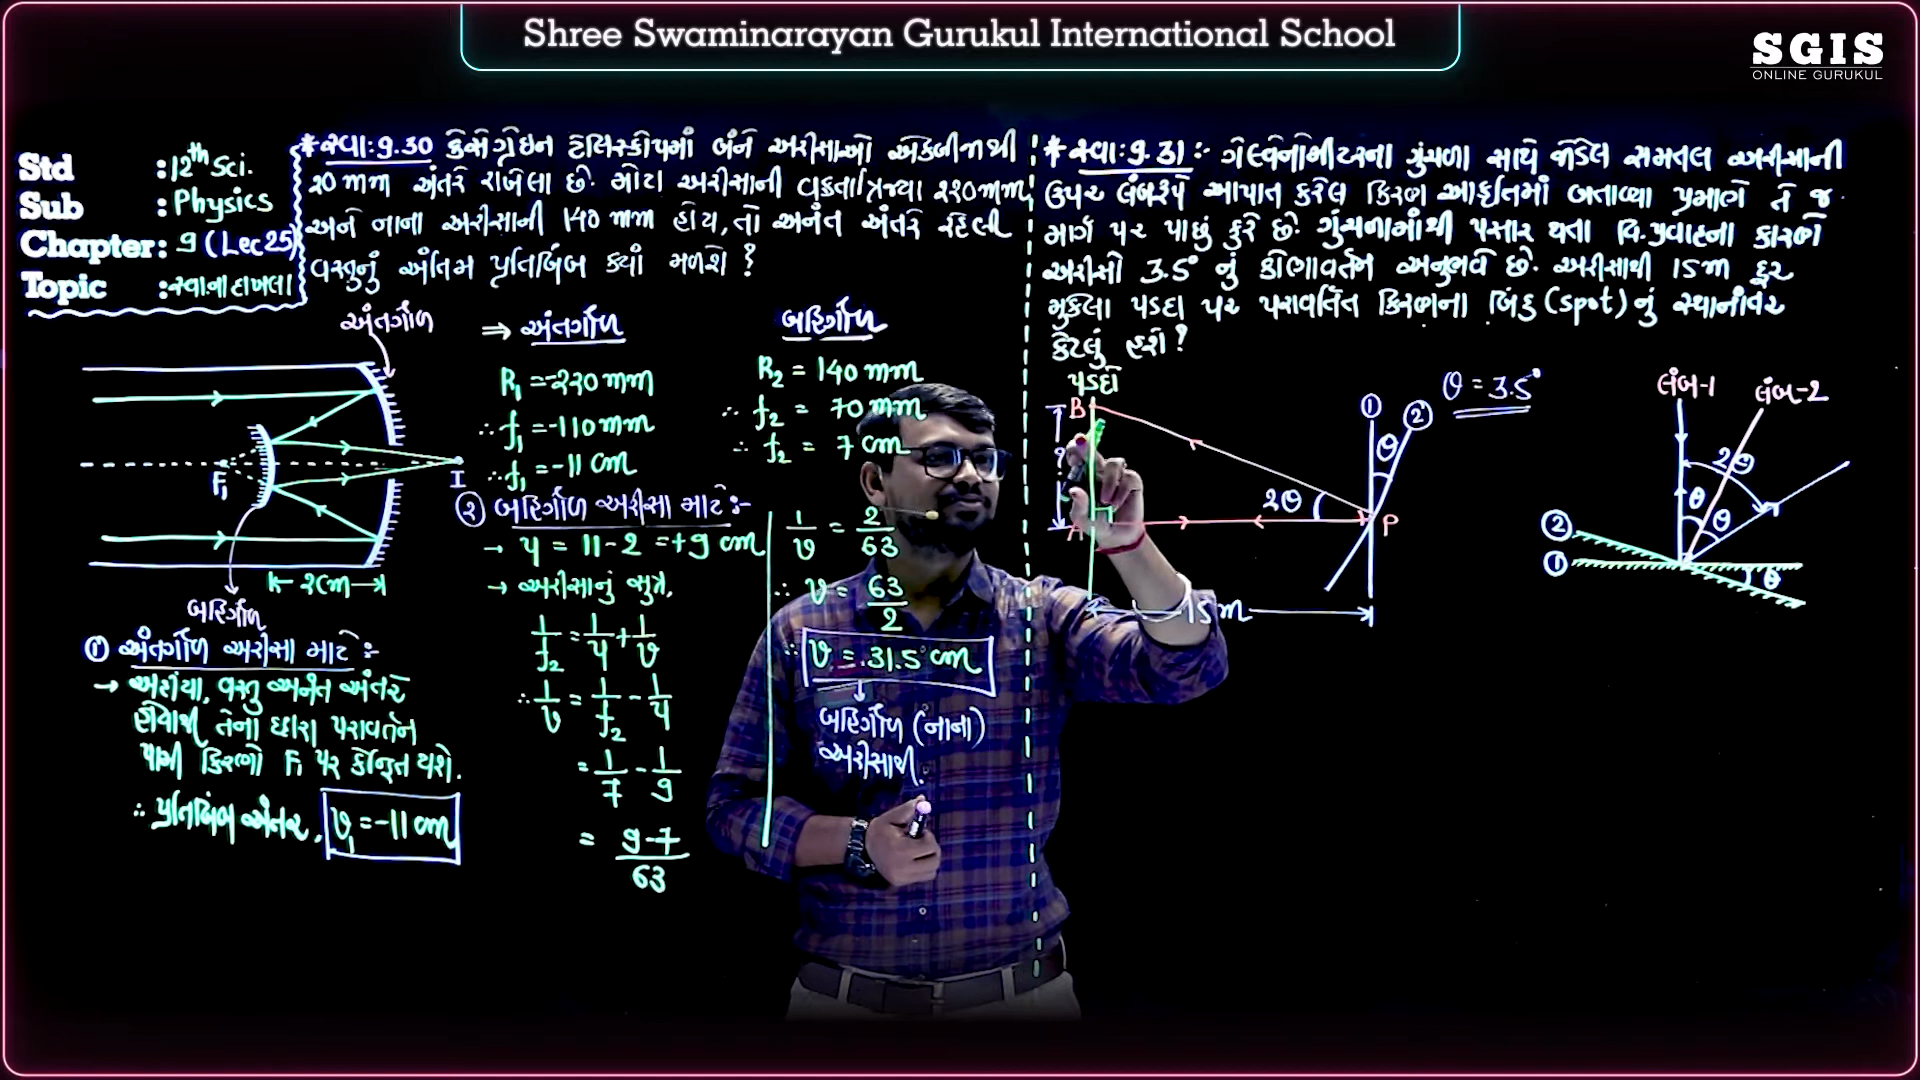 Shree Swaminarayan Gurukul International School
SGIS
ONLINE GURUKUL
Std : 12th Sci.
Sub : Physics
Chapter: 9 (Lec 25)
Topic : સ્વા.ના દાખલા
* સ્વા: 9.30 કેસેગ્રેઇન ટેલિસ્કોપમાં બંને અરીસાઓ એકબીજાથી
20 mm અંતરે રાખેલા છે. મોટા અરીસાની વક્રતાત્રિજ્યા 220mm
અને નાના અરીસાની 140 mm હોય, તો અનંત અંતરે રહેલી
વસ્તુનું અંતિમ પ્રતિબિંબ ક્યાં મળશે ?
અંતર્ગોળ
F₁
I
2cm
બહિર્ગોળ
① અંતર્ગોળ અરીસા માટે :-
→ અહીંયા, વસ્તુ અનંત અંતરે
હોવાથી તેના દ્વારા પરાવર્તન
પામી કિરણો F₁ પર કેન્દ્રિત થશે.
∴ પ્રતિબિંબ અંતર, v₁ = -11 cm
⇒ અંતર્ગોળ
R₁ = -220 mm
∴ f₁ = -110 mm
∴ f₁ = -11 cm
બહિર્ગોળ
R₂ = 140 mm
∴ f₂ = 70 mm
∴ f₂ = 7 cm
② બહિર્ગોળ અરીસા માટે :-
→ u = 11 - 2 = +9 cm
→ અરીસાનું સૂત્ર,
1/f₂ = 1/u + 1/v
∴ 1/v = 1/f₂ - 1/u
= 1/7 - 1/9
= 9-7/63
1/v = 2/63
∴ v = 63/2
∴ v = 31.5 cm
બહિર્ગોળ (નાના)
અરીસાથી.
* સ્વા: 9.31 :- ગેલ્વેનોમીટરના ગુંચળા સાથે જોડેલ સમતલ અરીસાની
ઉપર લંબરૂપે આપાત કરેલ કિરણ આકૃતિમાં બતાવ્યા પ્રમાણે તે જ
માર્ગ પર પાછું ફરે છે. ગુંચળામાંથી પસાર થતા વિ.પ્રવાહના કારણે
અરીસો 3.5° નું કોણાવર્તન અનુભવે છે. અરીસાથી 15m દૂર
મુકેલા પડદા પર પરાવર્તિત કિરણના બિંદુ (spot) નું સ્થાનાંતર
કેટલું હશે ?
પડદો
B
?
A
2θ
P
① ②
θ
15 m
θ = 3.5°
લંબ-1
લંબ-2
2θ
θ
θ
②
①
θ